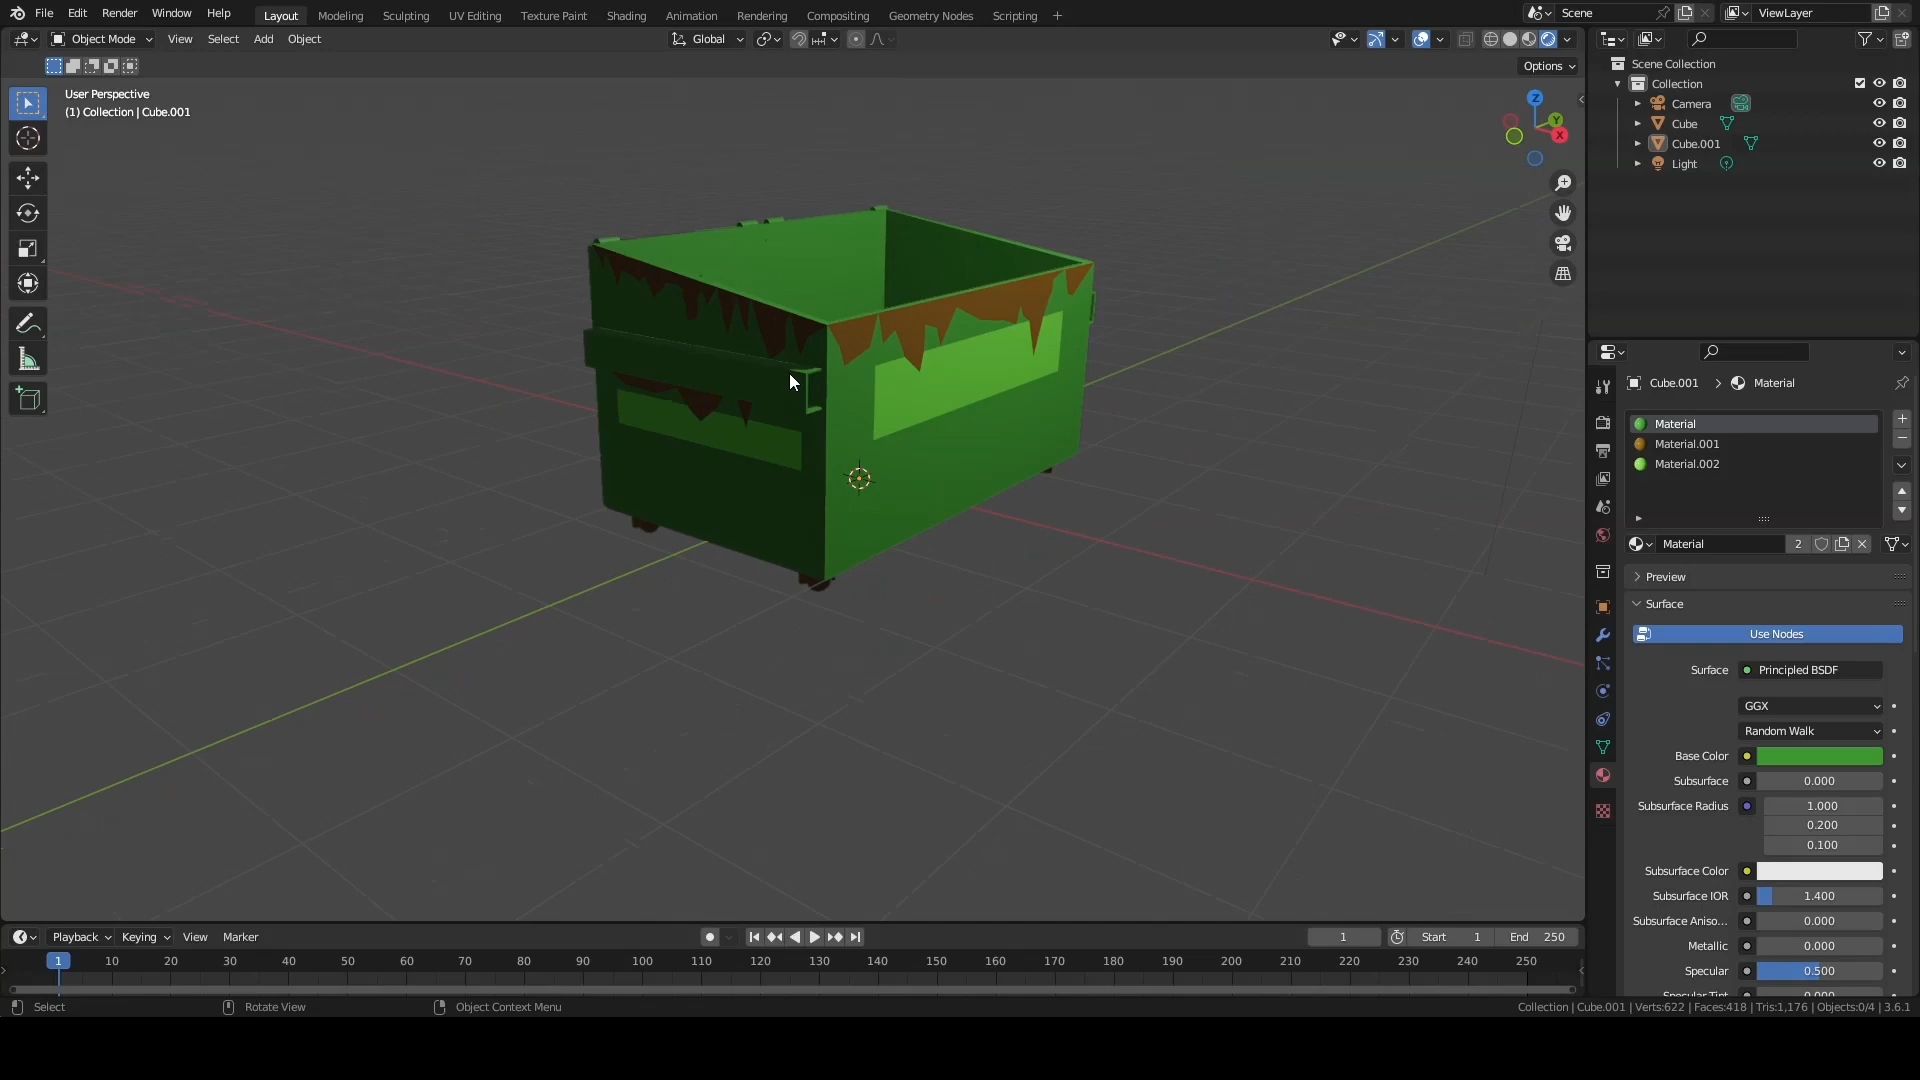 File Edit Render Window Help Layout Modeling Sculpting UV Editing Texture Paint Shading Animation Rendering Compositing Geometry Nodes Scripting + Scene ViewLayer
Object Mode View Select Add Object Global
Options
User Perspective
(1) Collection | Cube.001
Z
Y
X
Scene Collection
Collection
Camera
Cube
Cube.001
Light
Cube.001 > Material
Material
Material.001
Material.002
Material 2
Preview
Surface
Use Nodes
Surface Principled BSDF
GGX
Random Walk
Base Color
Subsurface 0.000
Subsurface Radius 1.000
0.200
0.100
Subsurface Color
Subsurface IOR 1.400
Subsurface Aniso... 0.000
Metallic 0.000
Specular 0.500
Specular Tint 0.000
Playback Keying View Marker 1 Start 1 End 250
1 10 20 30 40 50 60 70 80 90 100 110 120 130 140 150 160 170 180 190 200 210 220 230 240 250
Select Rotate View Object Context Menu Collection | Cube.001 | Verts:622 | Faces:418 | Tris:1,176 | Objects:0/4 | 3.6.1